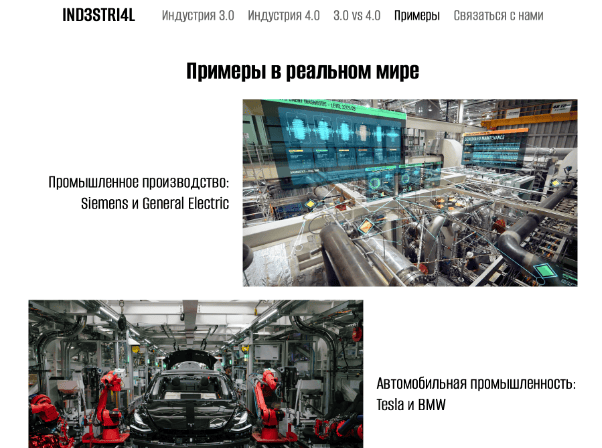 IND3STRI4L Индустрия 3.0 Индустрия 4.0 3.0 vs 4.0 Примеры Связаться с нами
Примеры в реальном мире
Промышленное производство:
Siemens и General Electric
Автомобильная промышленность:
Tesla и BMW